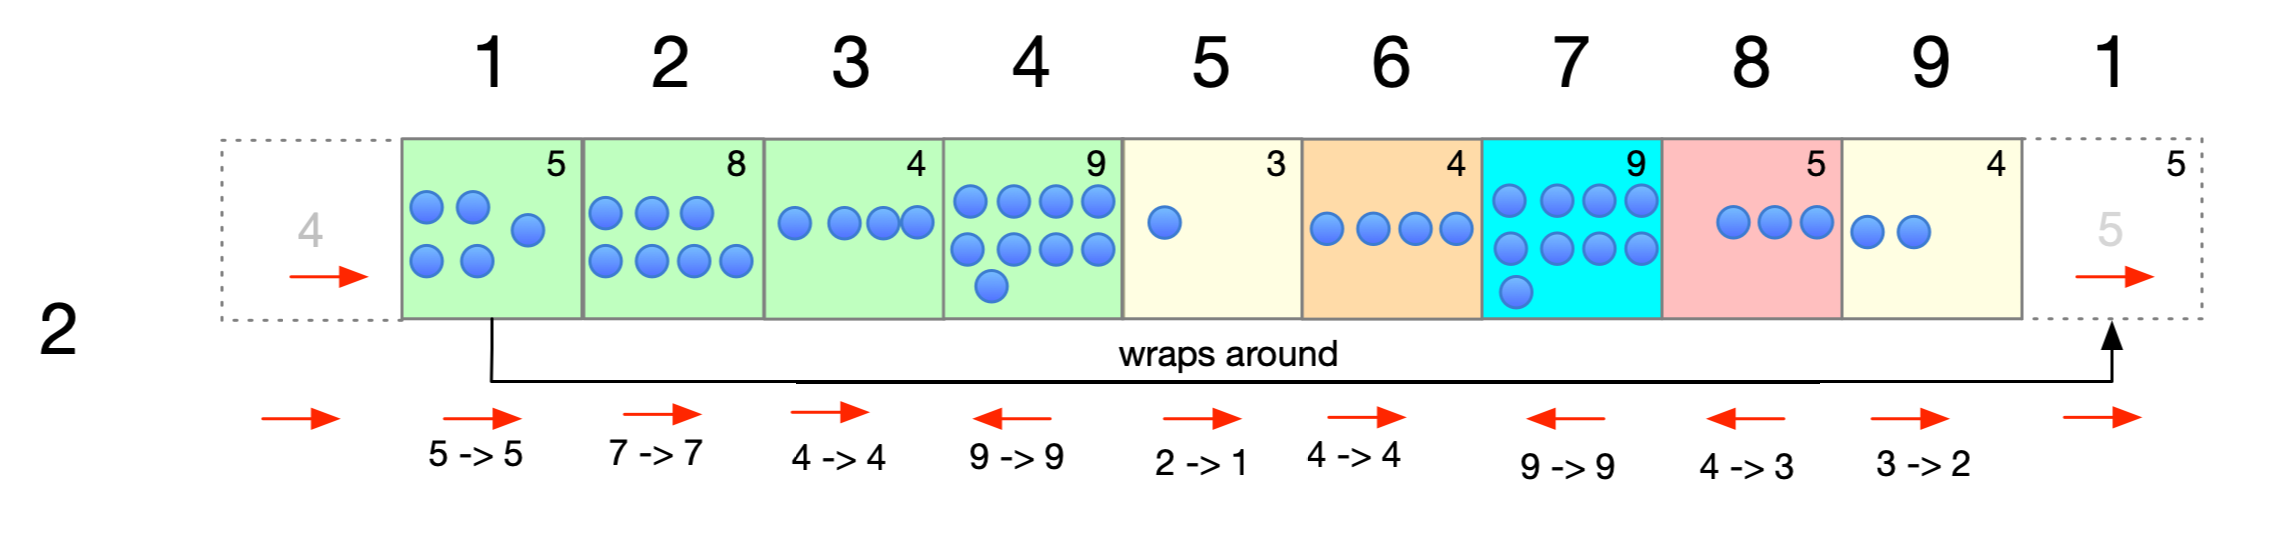 1 2 3 4 5 6 7 8 9 1
5 8 4 9 3 4 9 5 4 5
4 5
2
wraps around
5 -> 5 7 -> 7 4 -> 4 9 -> 9 2 -> 1 4 -> 4 9 -> 9 4 -> 3 3 -> 2